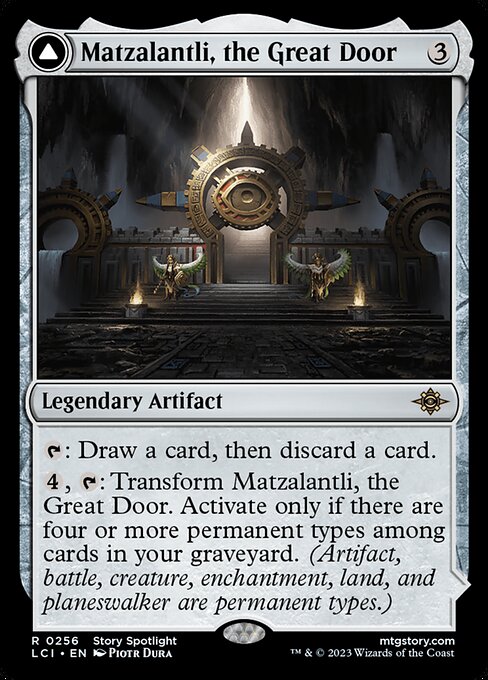 Matzalantli, the Great Door 3
Legendary Artifact
: Draw a card, then discard a card.
4, : Transform Matzalantli, the
Great Door. Activate only if there are
four or more permanent types among
cards in your graveyard. (Artifact,
battle, creature, enchantment, land, and
planeswalker are permanent types.)
R 0256 Story Spotlight mtgstory.com
LCI • EN Piotr Dura ™ & © 2023 Wizards of the Coast